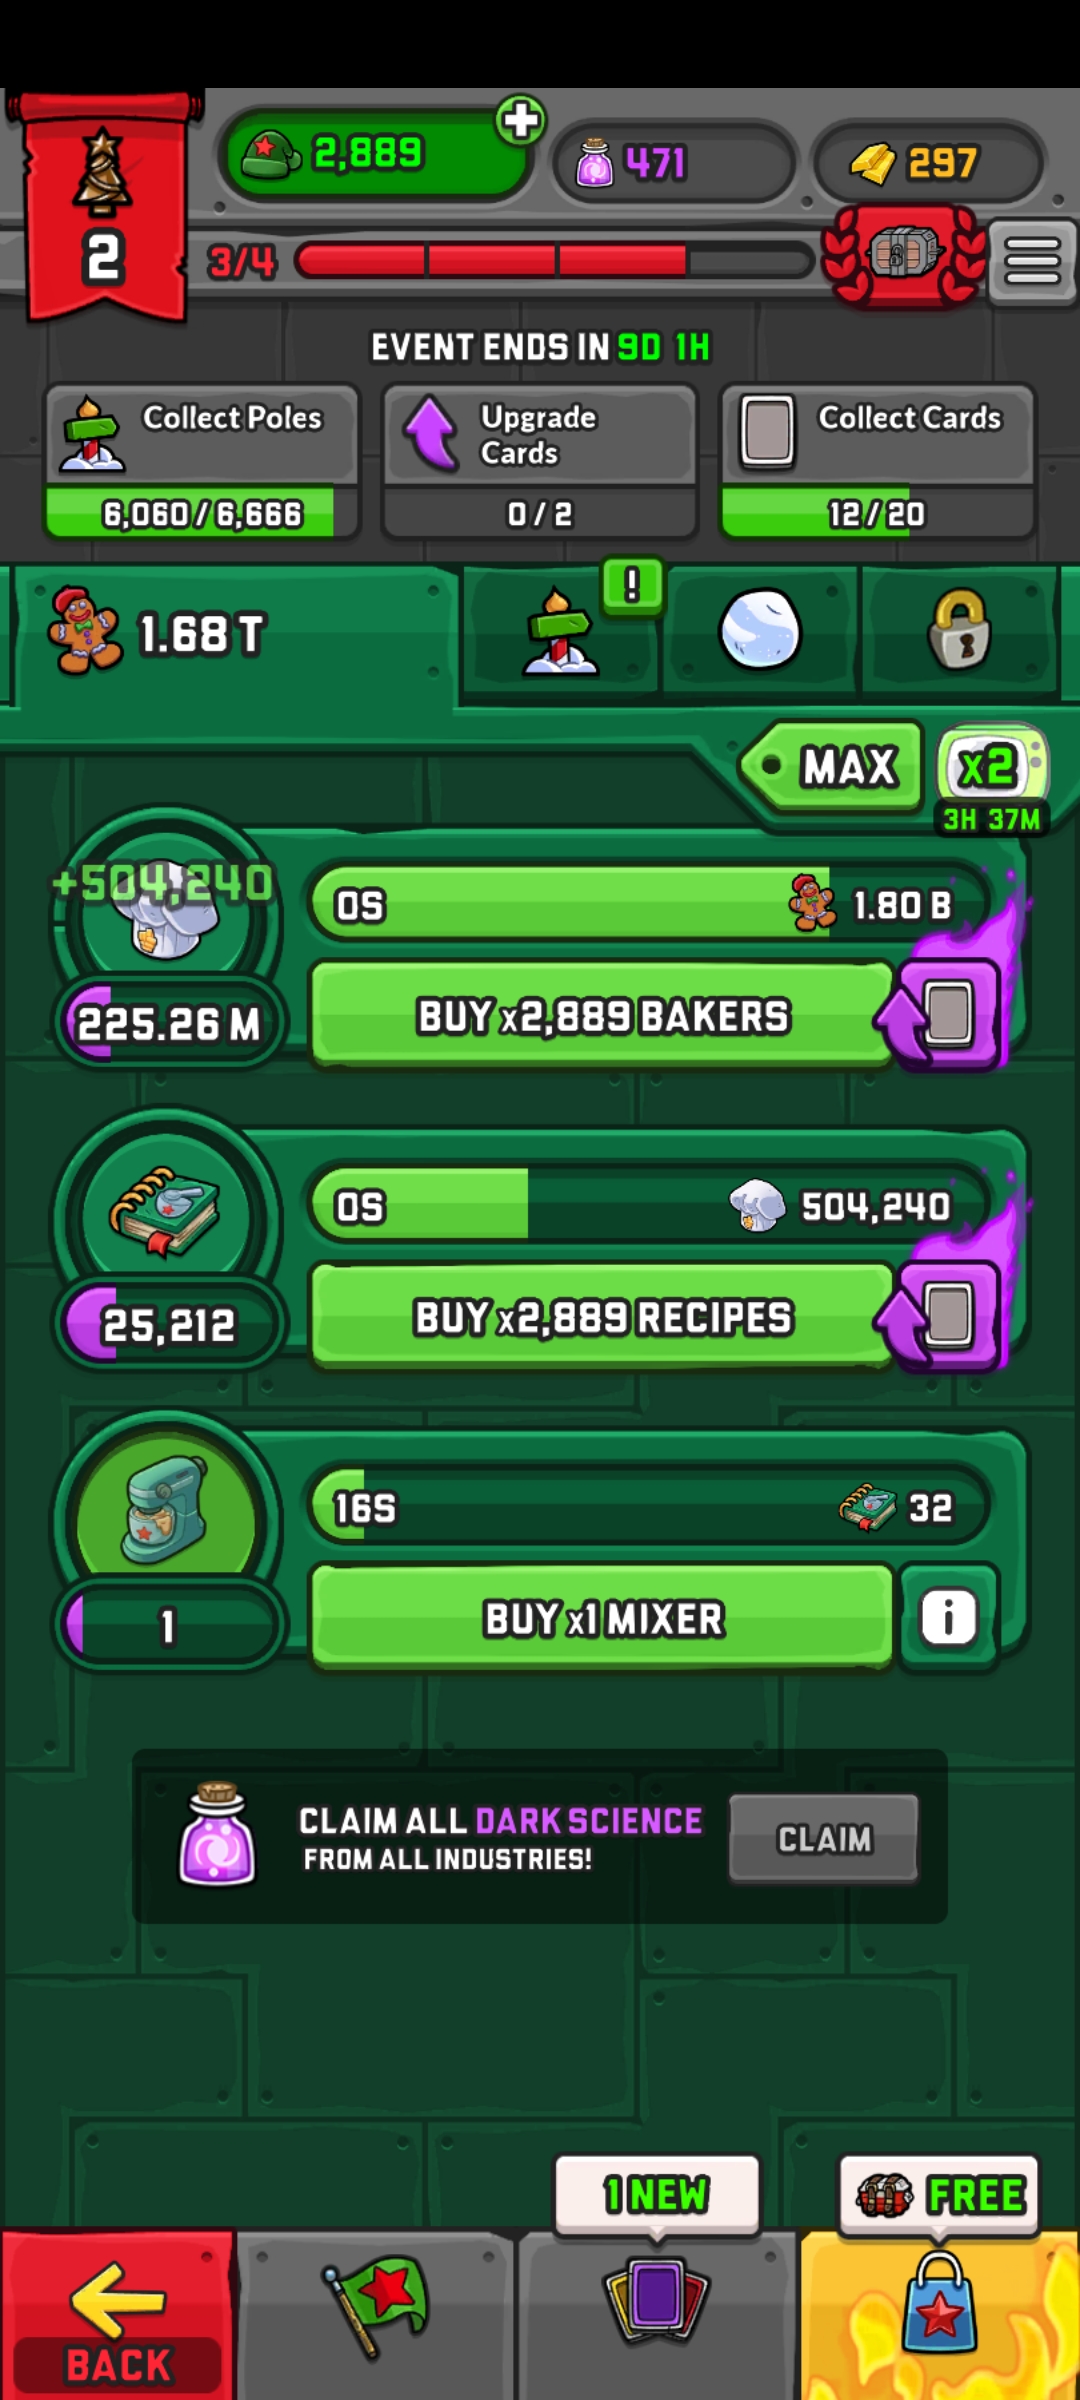 2,889
471
297
2
3/4
EVENT ENDS IN 9D 1H
Collect Poles
6,060/6,666
Upgrade
Cards
0/2
Collect Cards
12/20
1.68 T
!
MAX
x2
3H 37M
+504,240
0S
1.80 B
225.26 M
BUY x2,889 BAKERS
0S
504,240
25,212
BUY x2,889 RECIPES
16S
32
1
BUY x1 MIXER
i
CLAIM ALL DARK SCIENCE
FROM ALL INDUSTRIES!
CLAIM
1 NEW
FREE
BACK